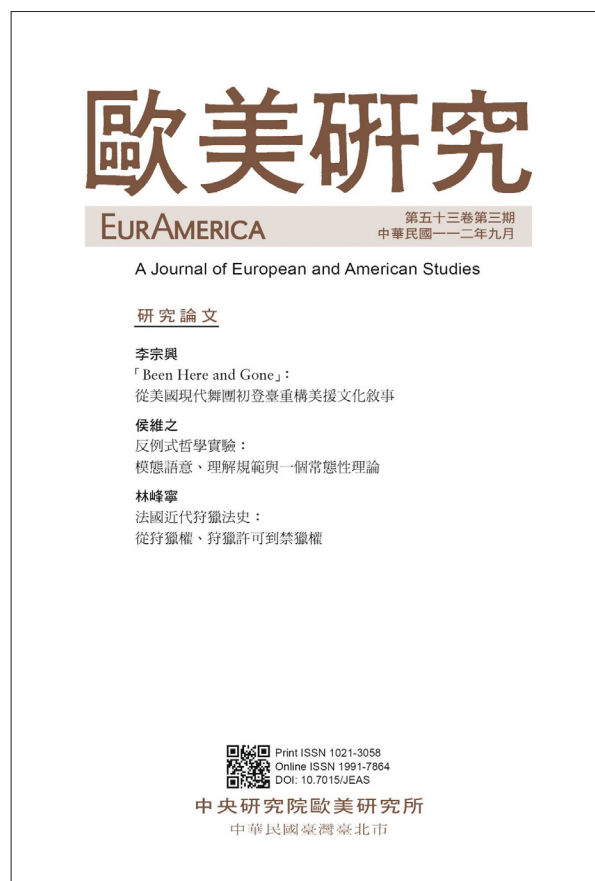 歐美研究
EURAMERICA
第五十三卷第三期
中華民國一一二年九月
A Journal of European and American Studies
研究論文
李宗興
「Been Here and Gone」：
從美國現代舞團初登臺重構美援文化敘事
侯維之
反例式哲學實驗：
模態語意、理解規範與一個常態性理論
林峰寧
法國近代狩獵法史：
從狩獵權、狩獵許可到禁獵權
Print ISSN 1021-3058
Online ISSN 1991-7864
DOI: 10.7015/JEAS
中央研究院歐美研究所
中華民國臺灣臺北市